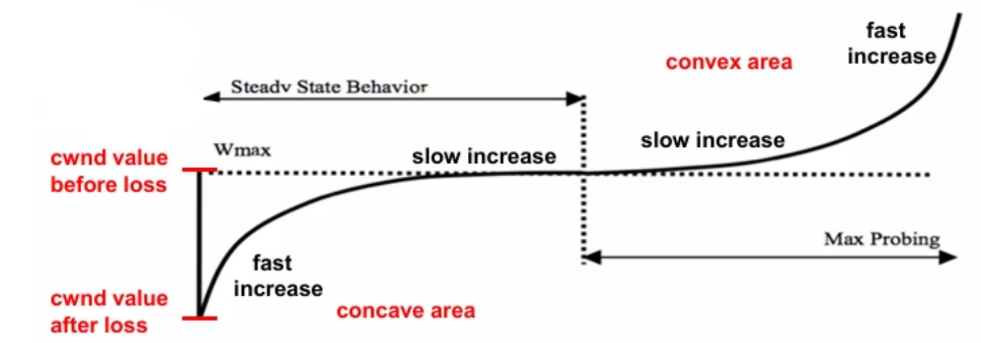 fast
increase
convex area
Steadv State Behavior
slow increase
Wmax
cwnd value
before loss
slow increase
Max Probing
fast
increase
cwnd value
after loss
concave area